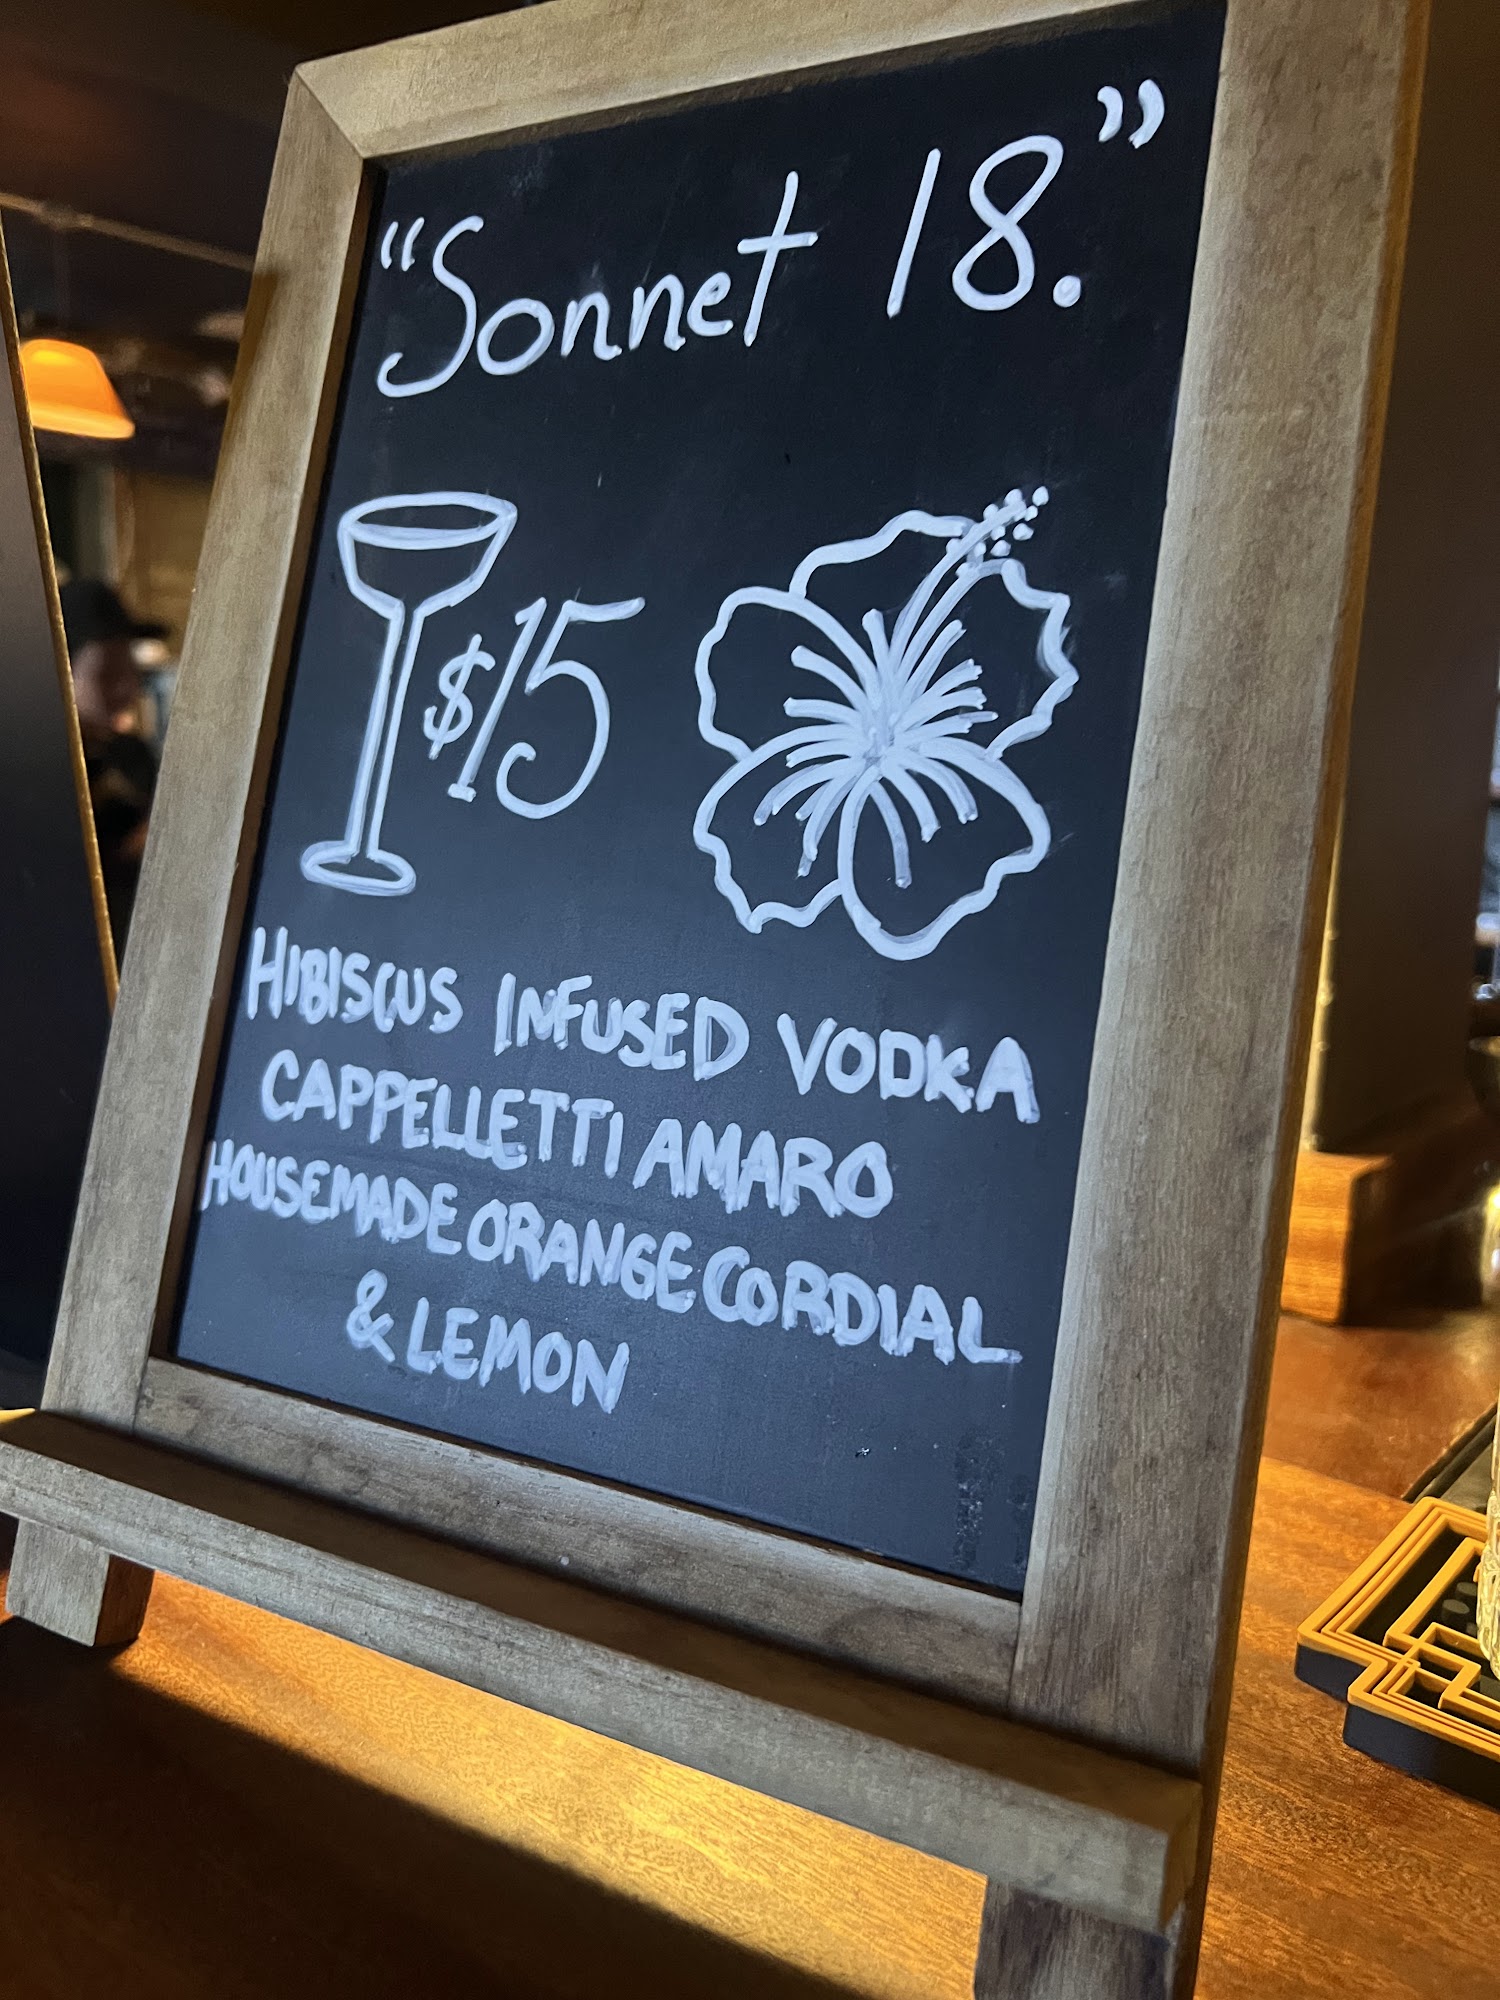 “Sonnet 18.”
$15
HIBISCUS INFUSED VODKA
CAPPELLETTI AMARO
HOUSEMADE ORANGE CORDIAL
& LEMON